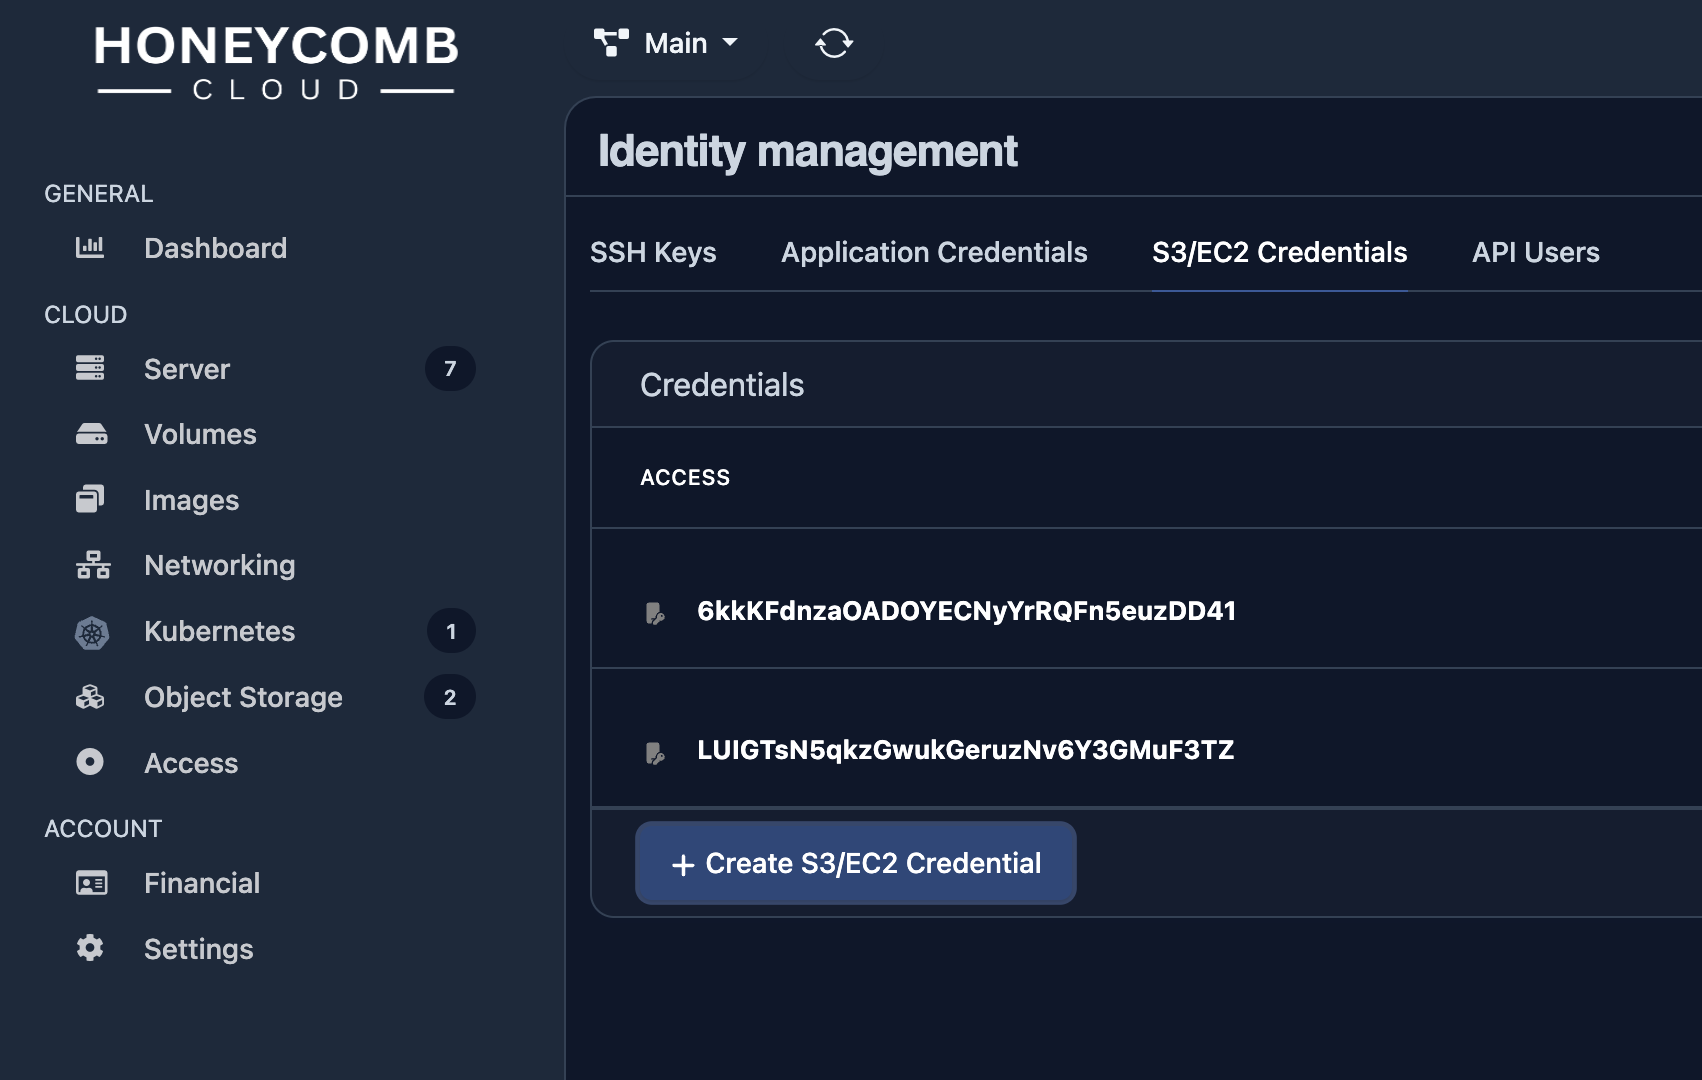 HONEYCOMB
CLOUD
Main
GENERAL
Dashboard
CLOUD
Server 7
Volumes
Images
Networking
Kubernetes 1
Object Storage 2
Access
ACCOUNT
Financial
Settings
Identity management
SSH Keys Application Credentials S3/EC2 Credentials API Users
Credentials
ACCESS
6kkKFdnzaOADOYECNyYrRQFn5euzDD41
LUIGTsN5qkzGwukGeruzNv6Y3GMuF3TZ
+ Create S3/EC2 Credential